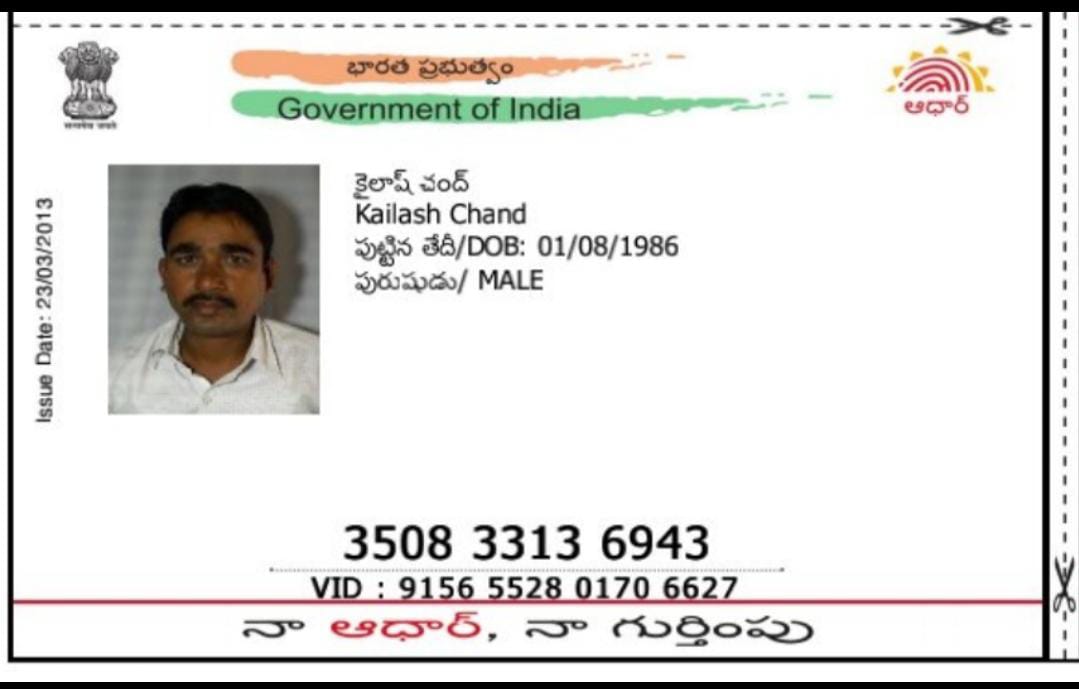 భారత ప్రభుత్వం
Government of India
ఆధార్
सत्यमेव जयते
Issue Date: 23/03/2013
కైలాష్ చంద్
Kailash Chand
పుట్టిన తేదీ/DOB: 01/08/1986
పురుషుడు/ MALE
3508 3313 6943
VID : 9156 5528 0170 6627
నా ఆధార్, నా గుర్తింపు